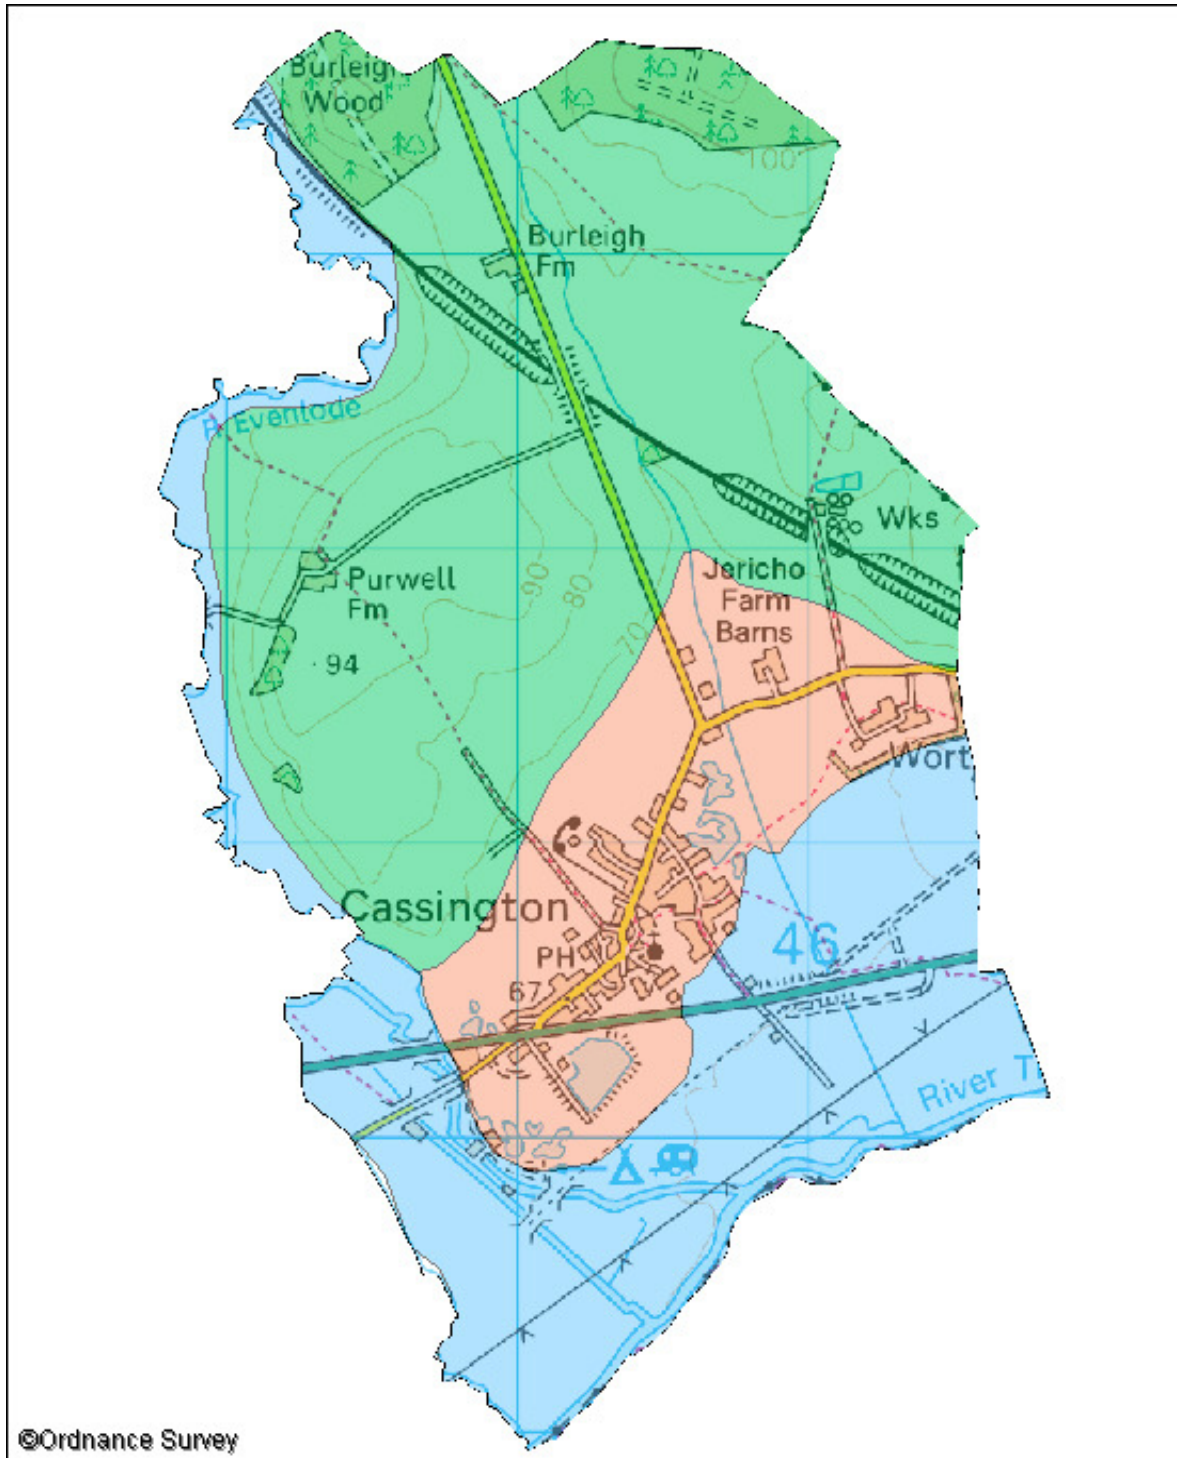 Burleigh
Wood
100
Burleigh
Fm
R Evenlode
Wks
Purwell
Fm
90
80
70
94
Jericho
Farm
Barns
Wort
Cassington
PH
46
67
River T
©Ordnance Survey